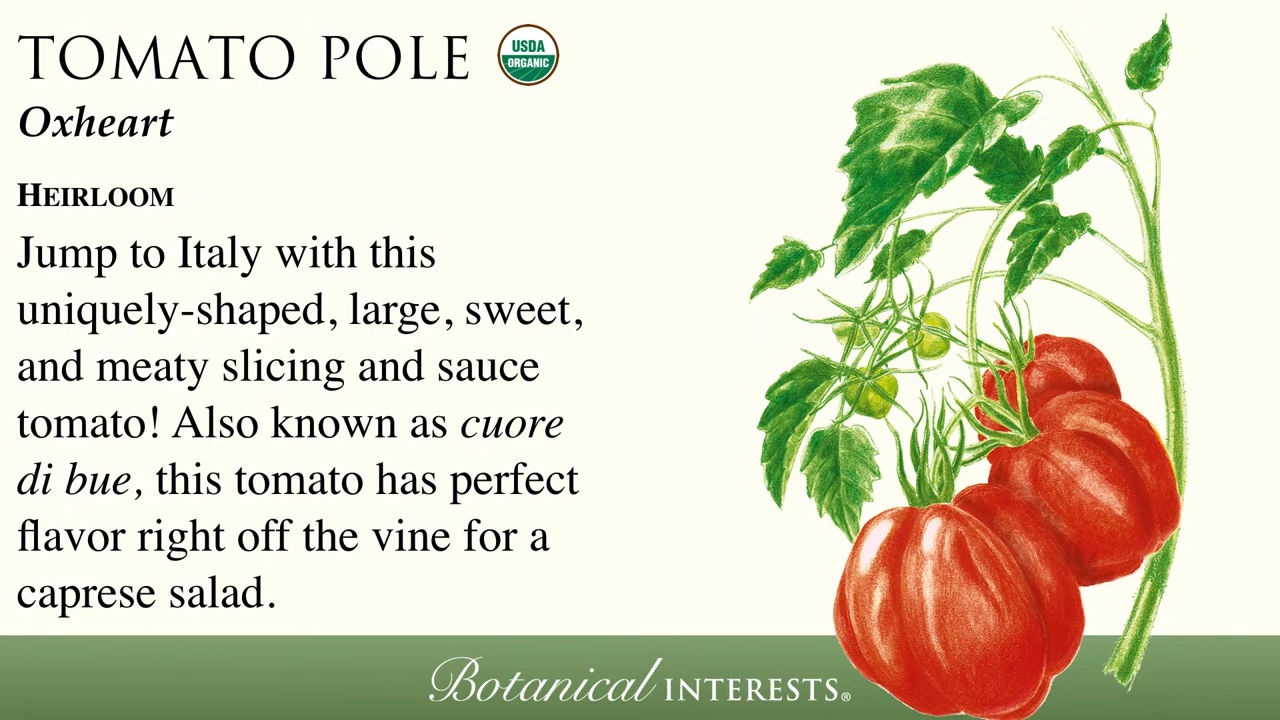 TOMATO POLE
USDA
ORGANIC
Oxheart
HEIRLOOM
Jump to Italy with this
uniquely-shaped, large, sweet,
and meaty slicing and sauce
tomato! Also known as cuore
di bue, this tomato has perfect
flavor right off the vine for a
caprese salad.
Botanical INTERESTS®